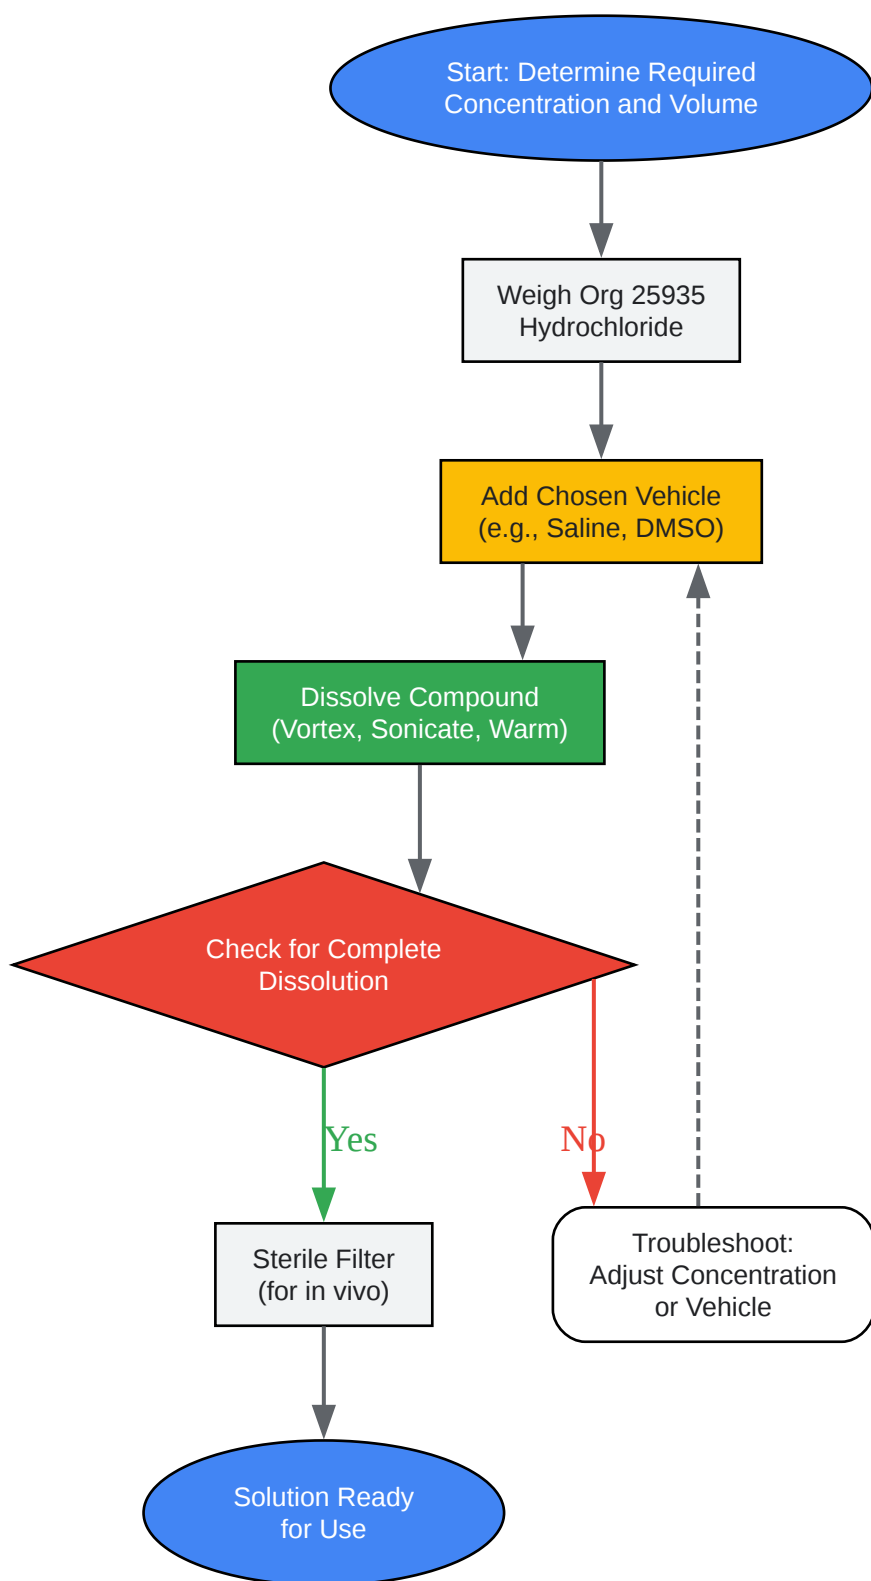 Start: Determine Required
Concentration and Volume
Weigh Org 25935
Hydrochloride
Add Chosen Vehicle
(e.g., Saline, DMSO)
Dissolve Compound
(Vortex, Sonicate, Warm)
Check for Complete
Dissolution
Yes
No
Sterile Filter
(for in vivo)
Troubleshoot:
Adjust Concentration
or Vehicle
Solution Ready
for Use